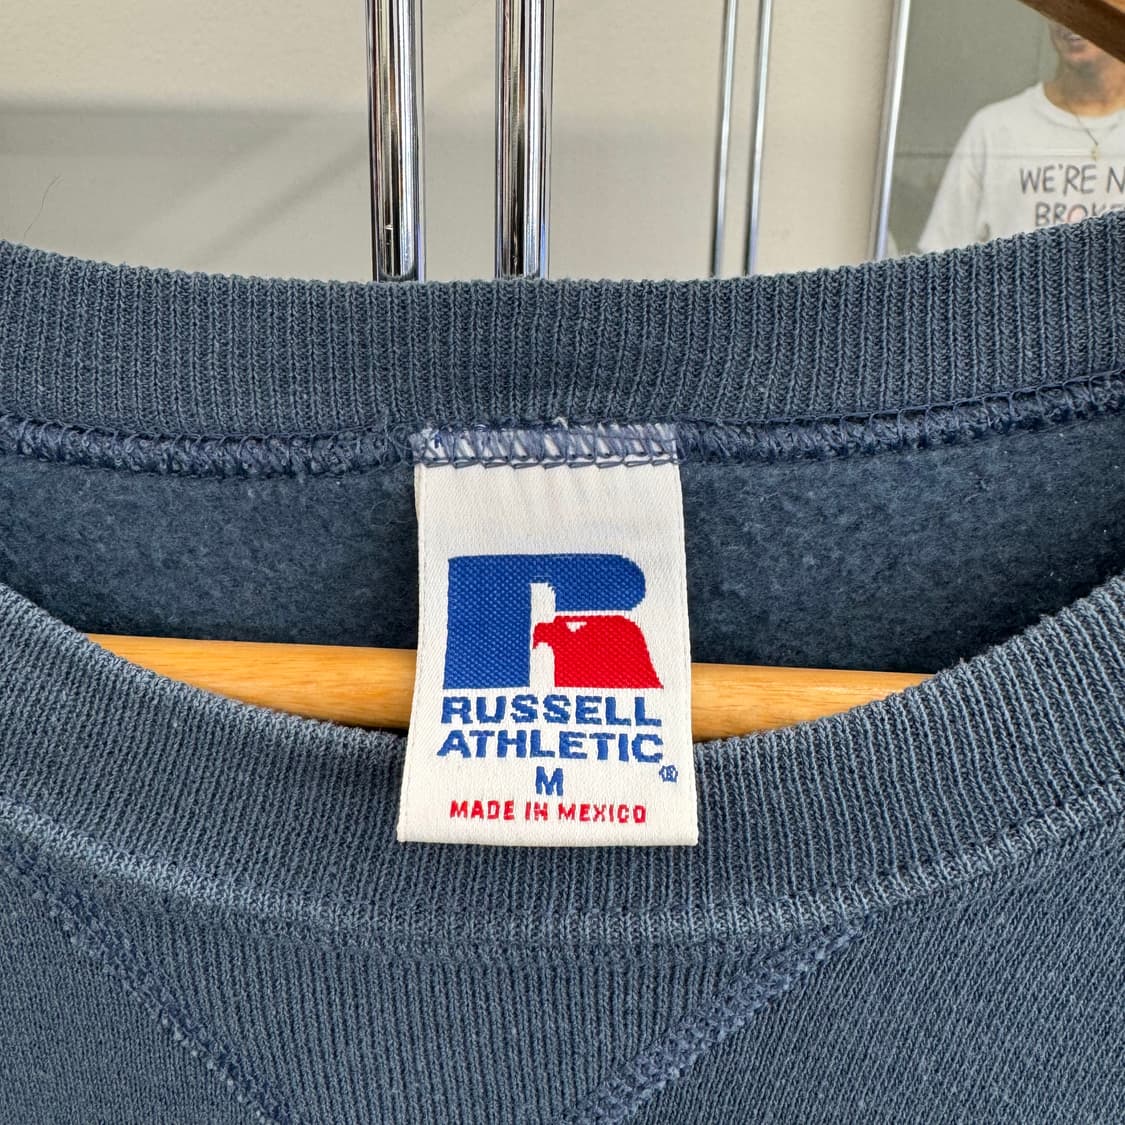 WE'RE N
BROKE
RUSSELL
ATHLETIC
®
M
MADE IN MEXICO